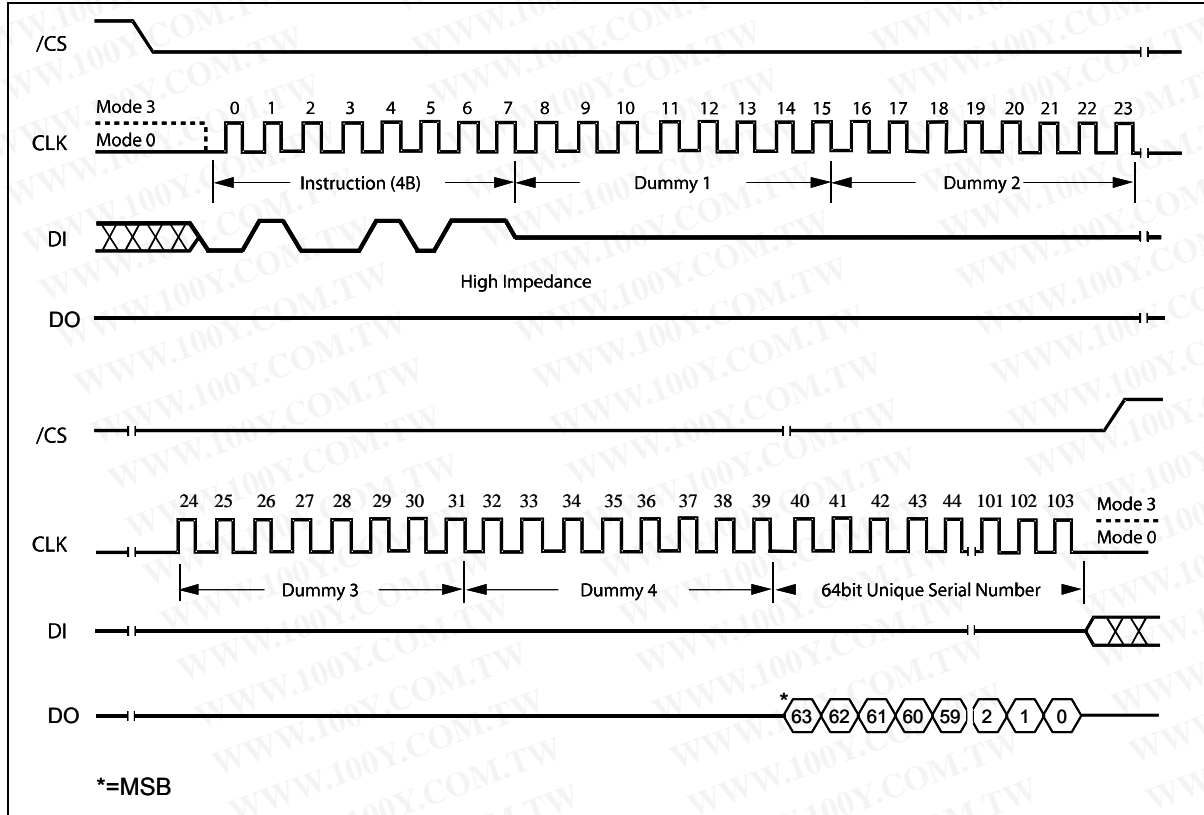 /CS
Mode 3
0 1 2 3 4 5 6 7 8 9 10 11 12 13 14 15 16 17 18 19 20 21 22 23
CLK
Mode 0
Instruction (4B) Dummy 1 Dummy 2
DI
High Impedance
DO
/CS
24 25 26 27 28 29 30 31 32 33 34 35 36 37 38 39 40 41 42 43 44 101 102 103
Mode 3
CLK
Mode 0
Dummy 3 Dummy 4 64bit Unique Serial Number
DI
*
DO
63 62 61 60 59 2 1 0
*=MSB
WWW.100Y.COM.TW